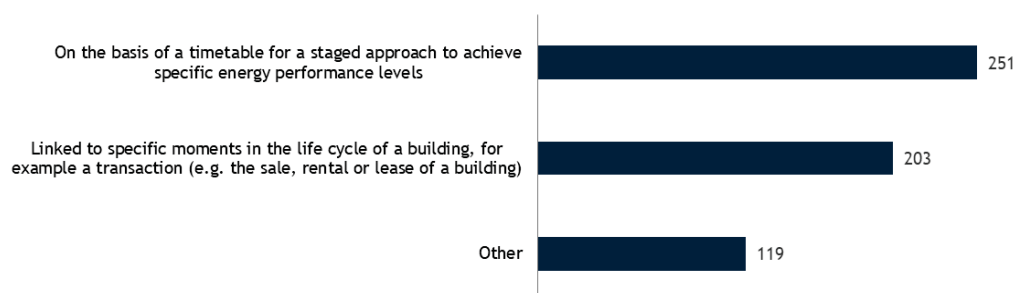 On the basis of a timetable for a staged approach to achieve
specific energy performance levels
251
Linked to specific moments in the life cycle of a building, for
example a transaction (e.g. the sale, rental or lease of a building)
203
Other
119